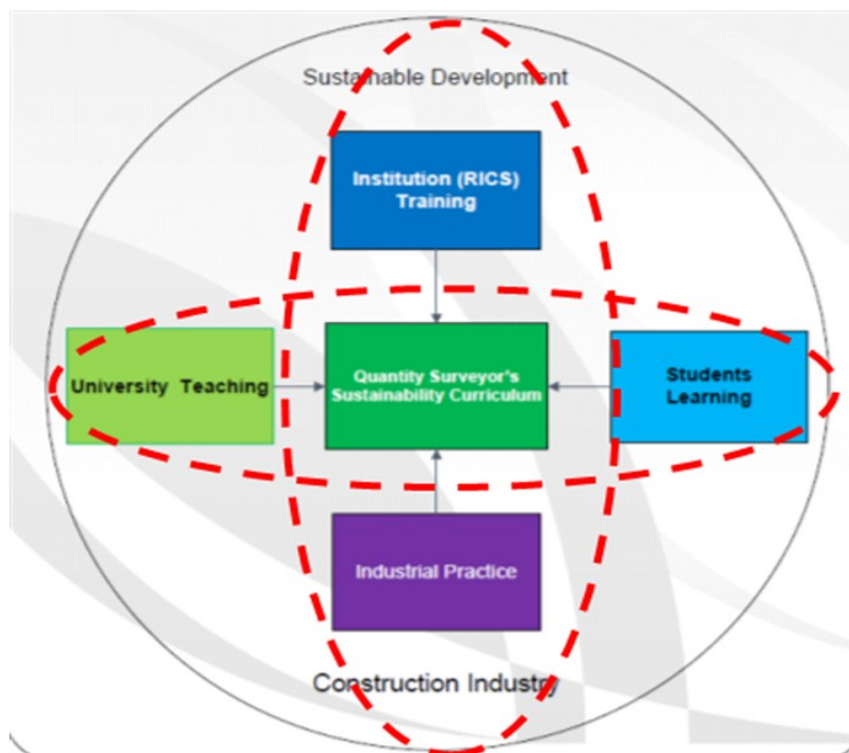 Sustainable Development
Institution (RICS)
Training
University Teaching
Quantity Surveyor's
Sustainability Curriculum
Students
Learning
Industrial Practice
Construction Industry